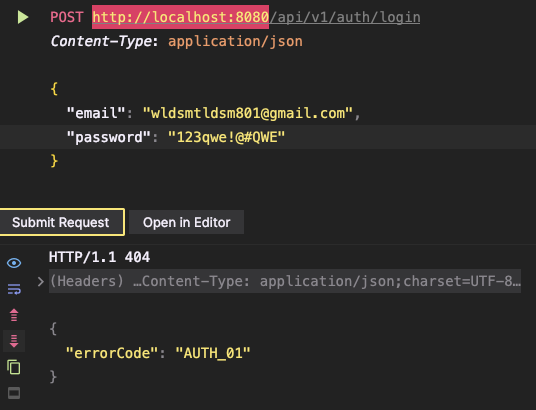 POST http://localhost:8080/api/v1/auth/login
Content-Type: application/json
{
"email": "wldsmtldsm801@gmail.com",
"password": "123qwe!@#QWE"
}
Submit Request Open in Editor
HTTP/1.1 404
(Headers) …Content-Type: application/json;charset=UTF-8…
{
"errorCode": "AUTH_01"
}